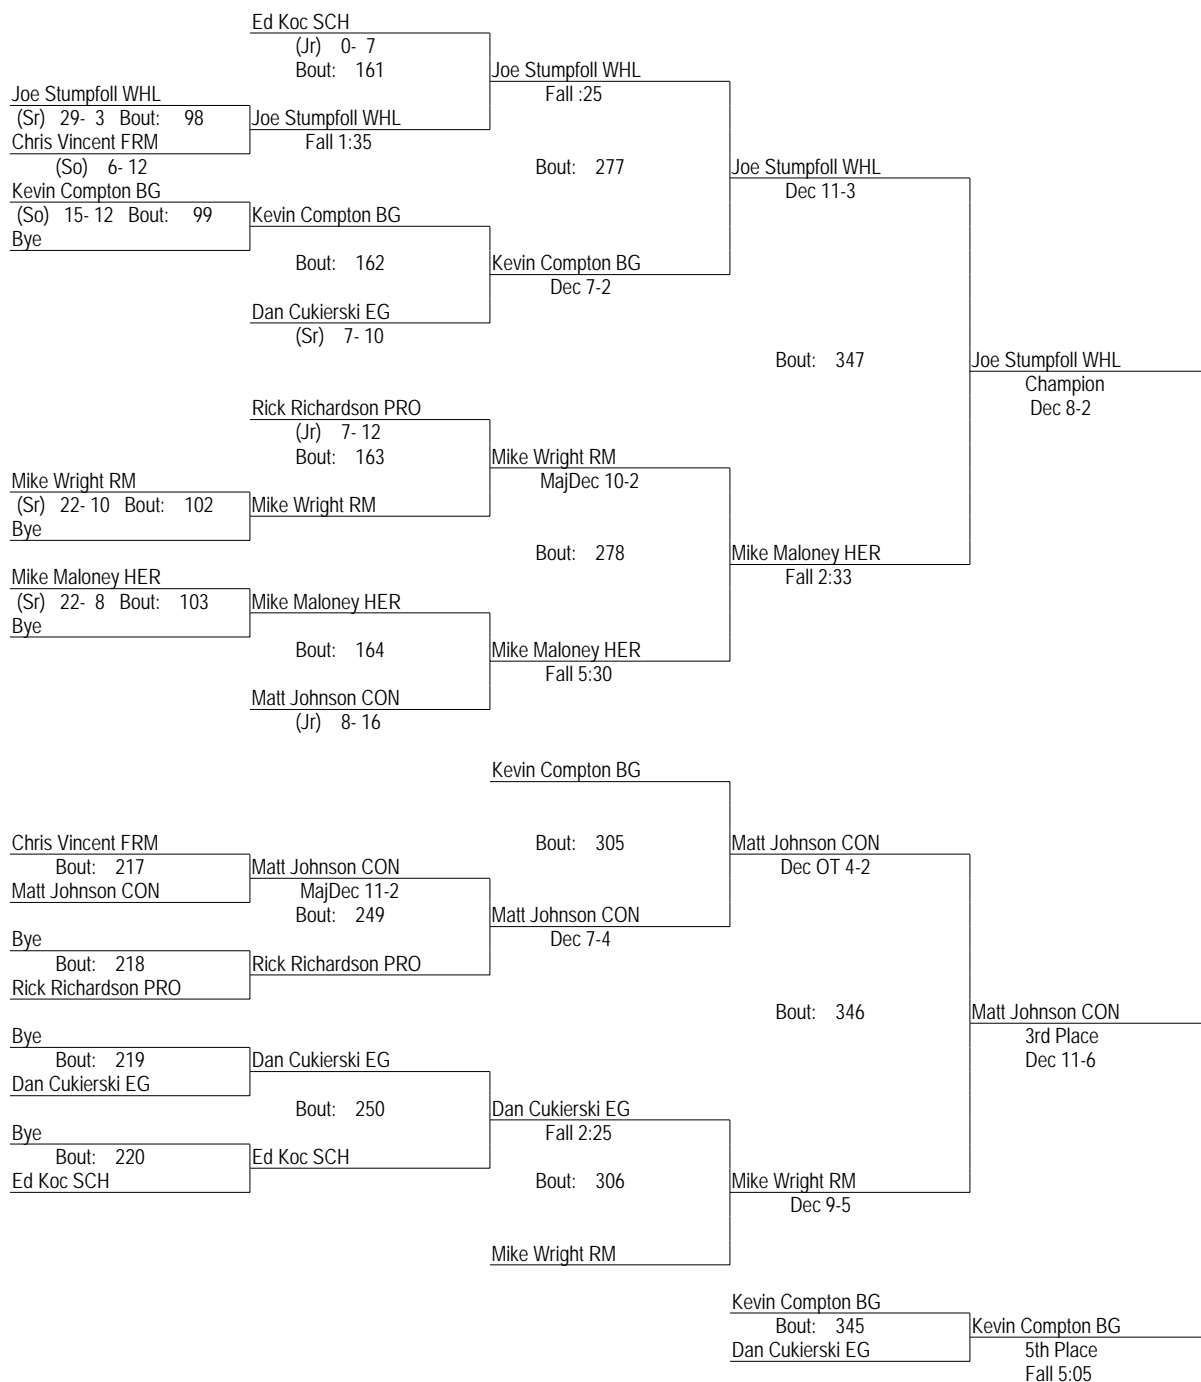 Ed Koc SCH
(Jr) 0- 7
Bout: 161
Joe Stumpfoll WHL
Fall :25
Joe Stumpfoll WHL
(Sr) 29- 3 Bout: 98
Chris Vincent FRM
(So) 6- 12
Joe Stumpfoll WHL
Fall 1:35
Bout: 277
Joe Stumpfoll WHL
Dec 11-3
Kevin Compton BG
(So) 15- 12 Bout: 99
Bye
Kevin Compton BG
Bout: 162
Kevin Compton BG
Dec 7-2
Dan Cukierski EG
(Sr) 7- 10
Bout: 347
Joe Stumpfoll WHL
Champion
Dec 8-2
Rick Richardson PRO
(Jr) 7- 12
Bout: 163
Mike Wright RM
MajDec 10-2
Mike Wright RM
(Sr) 22- 10 Bout: 102
Bye
Mike Wright RM
Bout: 278
Mike Maloney HER
Fall 2:33
Mike Maloney HER
(Sr) 22- 8 Bout: 103
Bye
Mike Maloney HER
Bout: 164
Mike Maloney HER
Fall 5:30
Matt Johnson CON
(Jr) 8- 16
Kevin Compton BG
Bout: 305
Matt Johnson CON
Dec OT 4-2
Chris Vincent FRM
Bout: 217
Matt Johnson CON
Matt Johnson CON
MajDec 11-2
Bout: 249
Matt Johnson CON
Dec 7-4
Bye
Bout: 218
Rick Richardson PRO
Rick Richardson PRO
Bout: 346
Matt Johnson CON
3rd Place
Dec 11-6
Bye
Bout: 219
Dan Cukierski EG
Dan Cukierski EG
Bout: 250
Dan Cukierski EG
Fall 2:25
Bye
Bout: 220
Ed Koc SCH
Ed Koc SCH
Bout: 306
Mike Wright RM
Dec 9-5
Mike Wright RM
Kevin Compton BG
Bout: 345
Dan Cukierski EG
Kevin Compton BG
5th Place
Fall 5:05